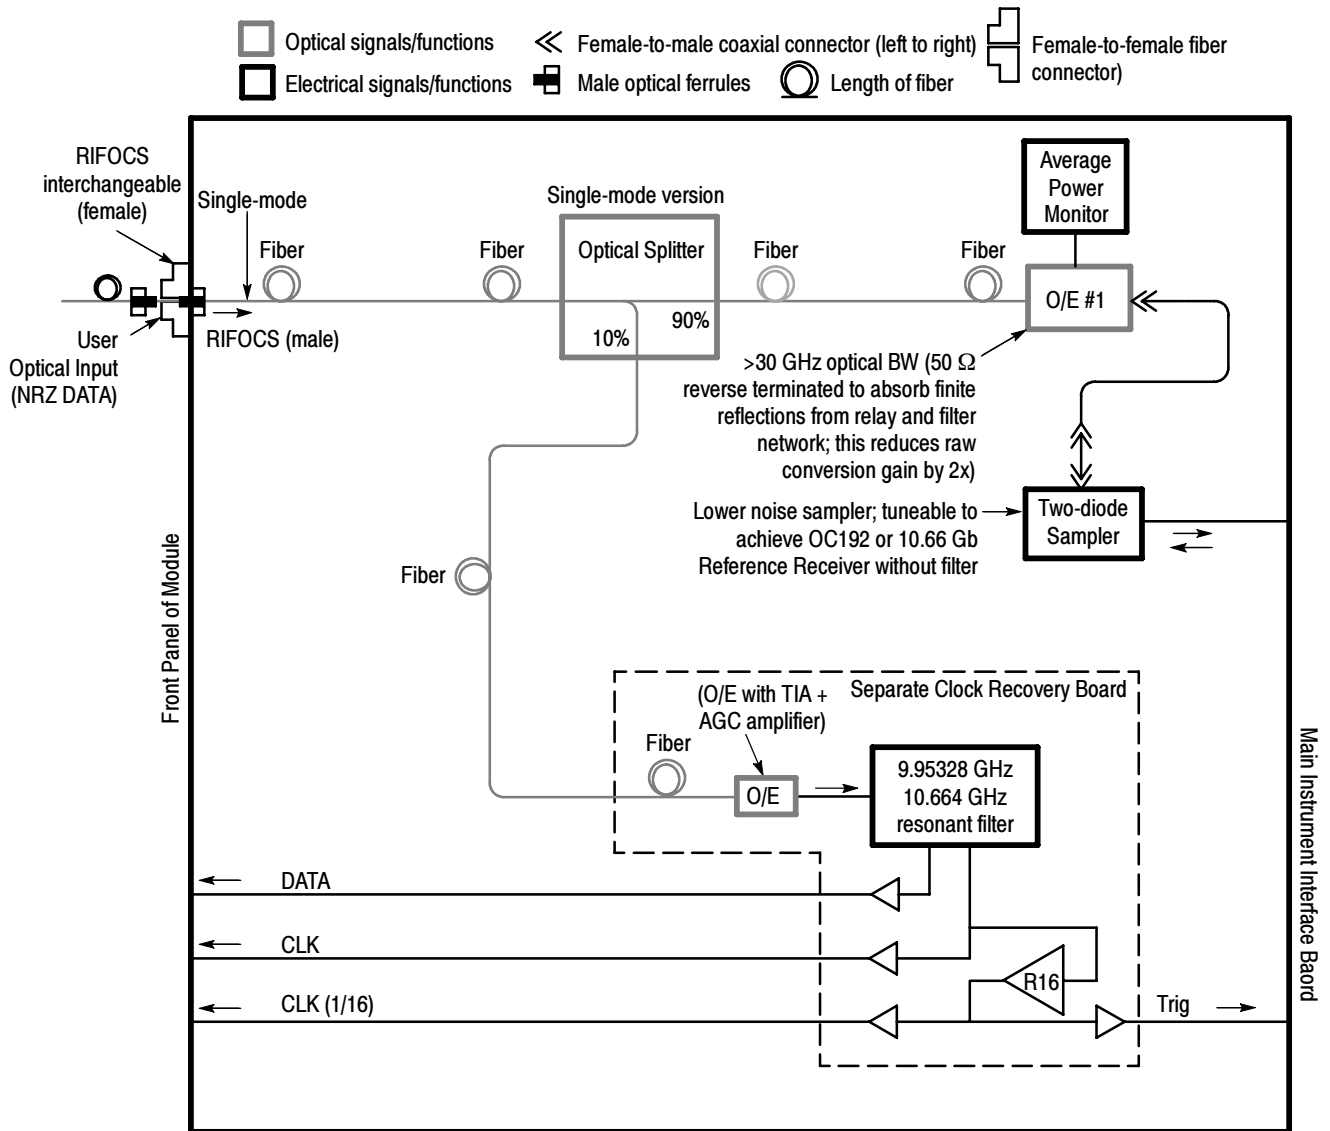 Optical signals/functions
Electrical signals/functions
Female-to-male coaxial connector (left to right)
Male optical ferrules
Length of fiber
Female-to-female fiber
connector)
RIFOCS
interchangeable
(female)
Single-mode
Fiber
Fiber
Single-mode version
Optical Splitter
90%
10%
Fiber
Fiber
Average
Power
Monitor
O/E #1
User
Optical Input
(NRZ DATA)
RIFOCS (male)
>30 GHz optical BW (50 Ω
reverse terminated to absorb finite
reflections from relay and filter
network; this reduces raw
conversion gain by 2x)
Lower noise sampler; tuneable to
achieve OC192 or 10.66 Gb
Reference Receiver without filter
Two-diode
Sampler
Fiber
Front Panel of Module
Separate Clock Recovery Board
(O/E with TIA +
AGC amplifier)
Fiber
O/E
9.95328 GHz
10.664 GHz
resonant filter
Main Instrument Interface Baord
DATA
CLK
R16
CLK (1/16)
Trig